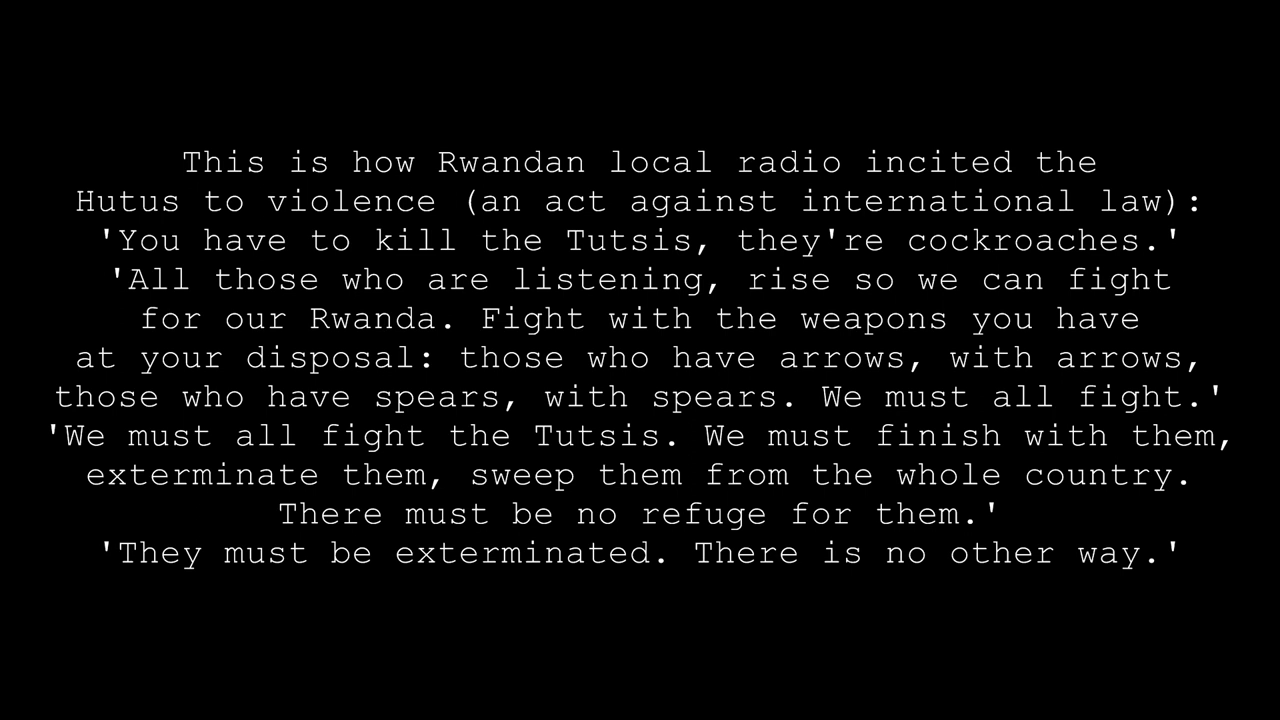 This is how Rwandan local radio incited the
Hutus to violence (an act against international law):
'You have to kill the Tutsis, they're cockroaches.'
'All those who are listening, rise so we can fight
for our Rwanda. Fight with the weapons you have
at your disposal: those who have arrows, with arrows,
those who have spears, with spears. We must all fight.'
'We must all fight the Tutsis. We must finish with them,
exterminate them, sweep them from the whole country.
There must be no refuge for them.'
'They must be exterminated. There is no other way.'